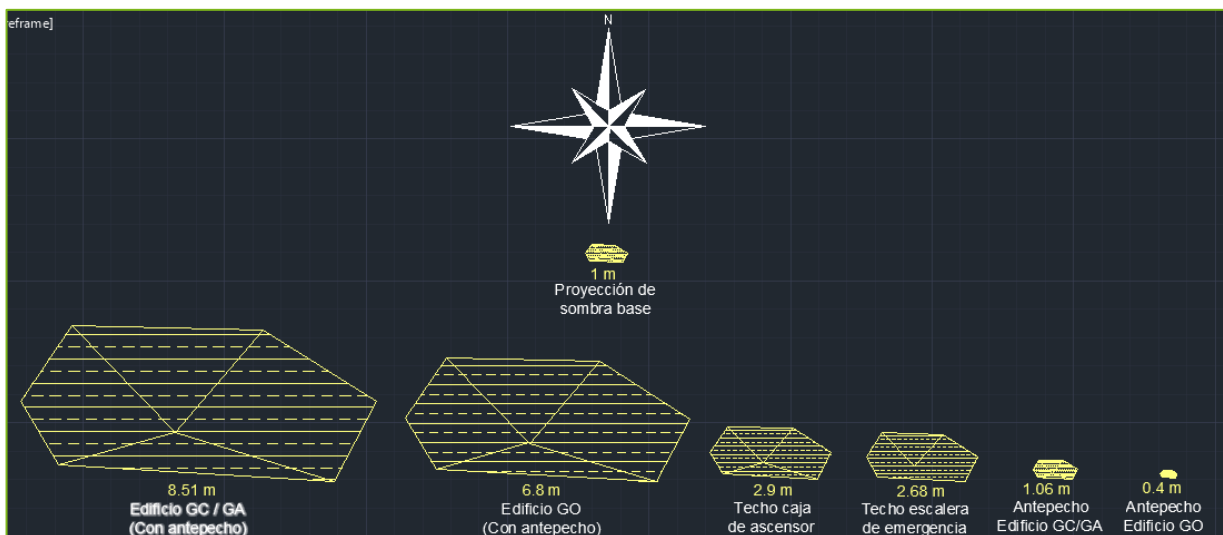 reframe]
N
1 m
Proyección de
sombra base
8.51 m
Edificio GC / GA
(Con antepecho)
6.8 m
Edificio GO
(Con antepecho)
2.9 m
Techo caja
de ascensor
2.68 m
Techo escalera
de emergencia
1.06 m
Antepecho
Edificio GC/GA
0.4 m
Antepecho
Edificio GO